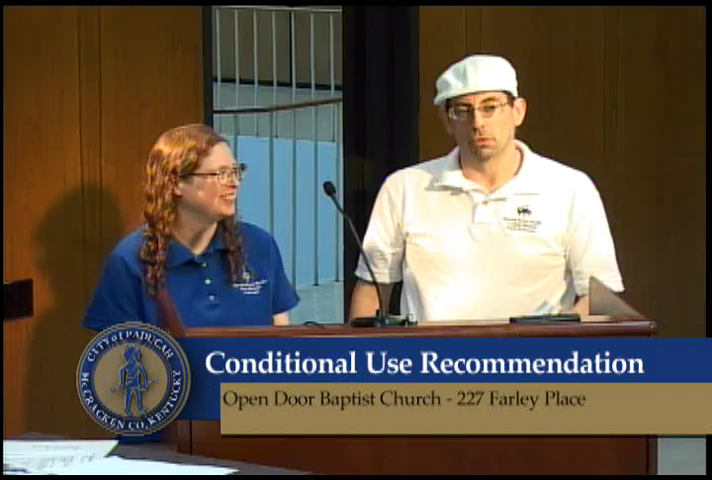 Conditional Use Recommendation
Open Door Baptist Church - 227 Farley Place
CITY of PADUCAH
McCRACKEN CO, KENTUCKY